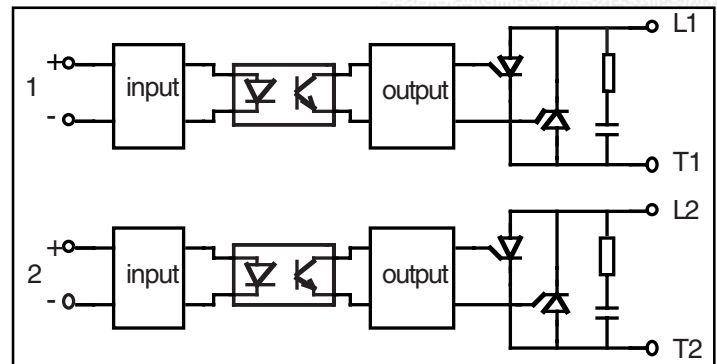 L1
+
1 input output
-
T1
L2
+
2 input output
-
T2